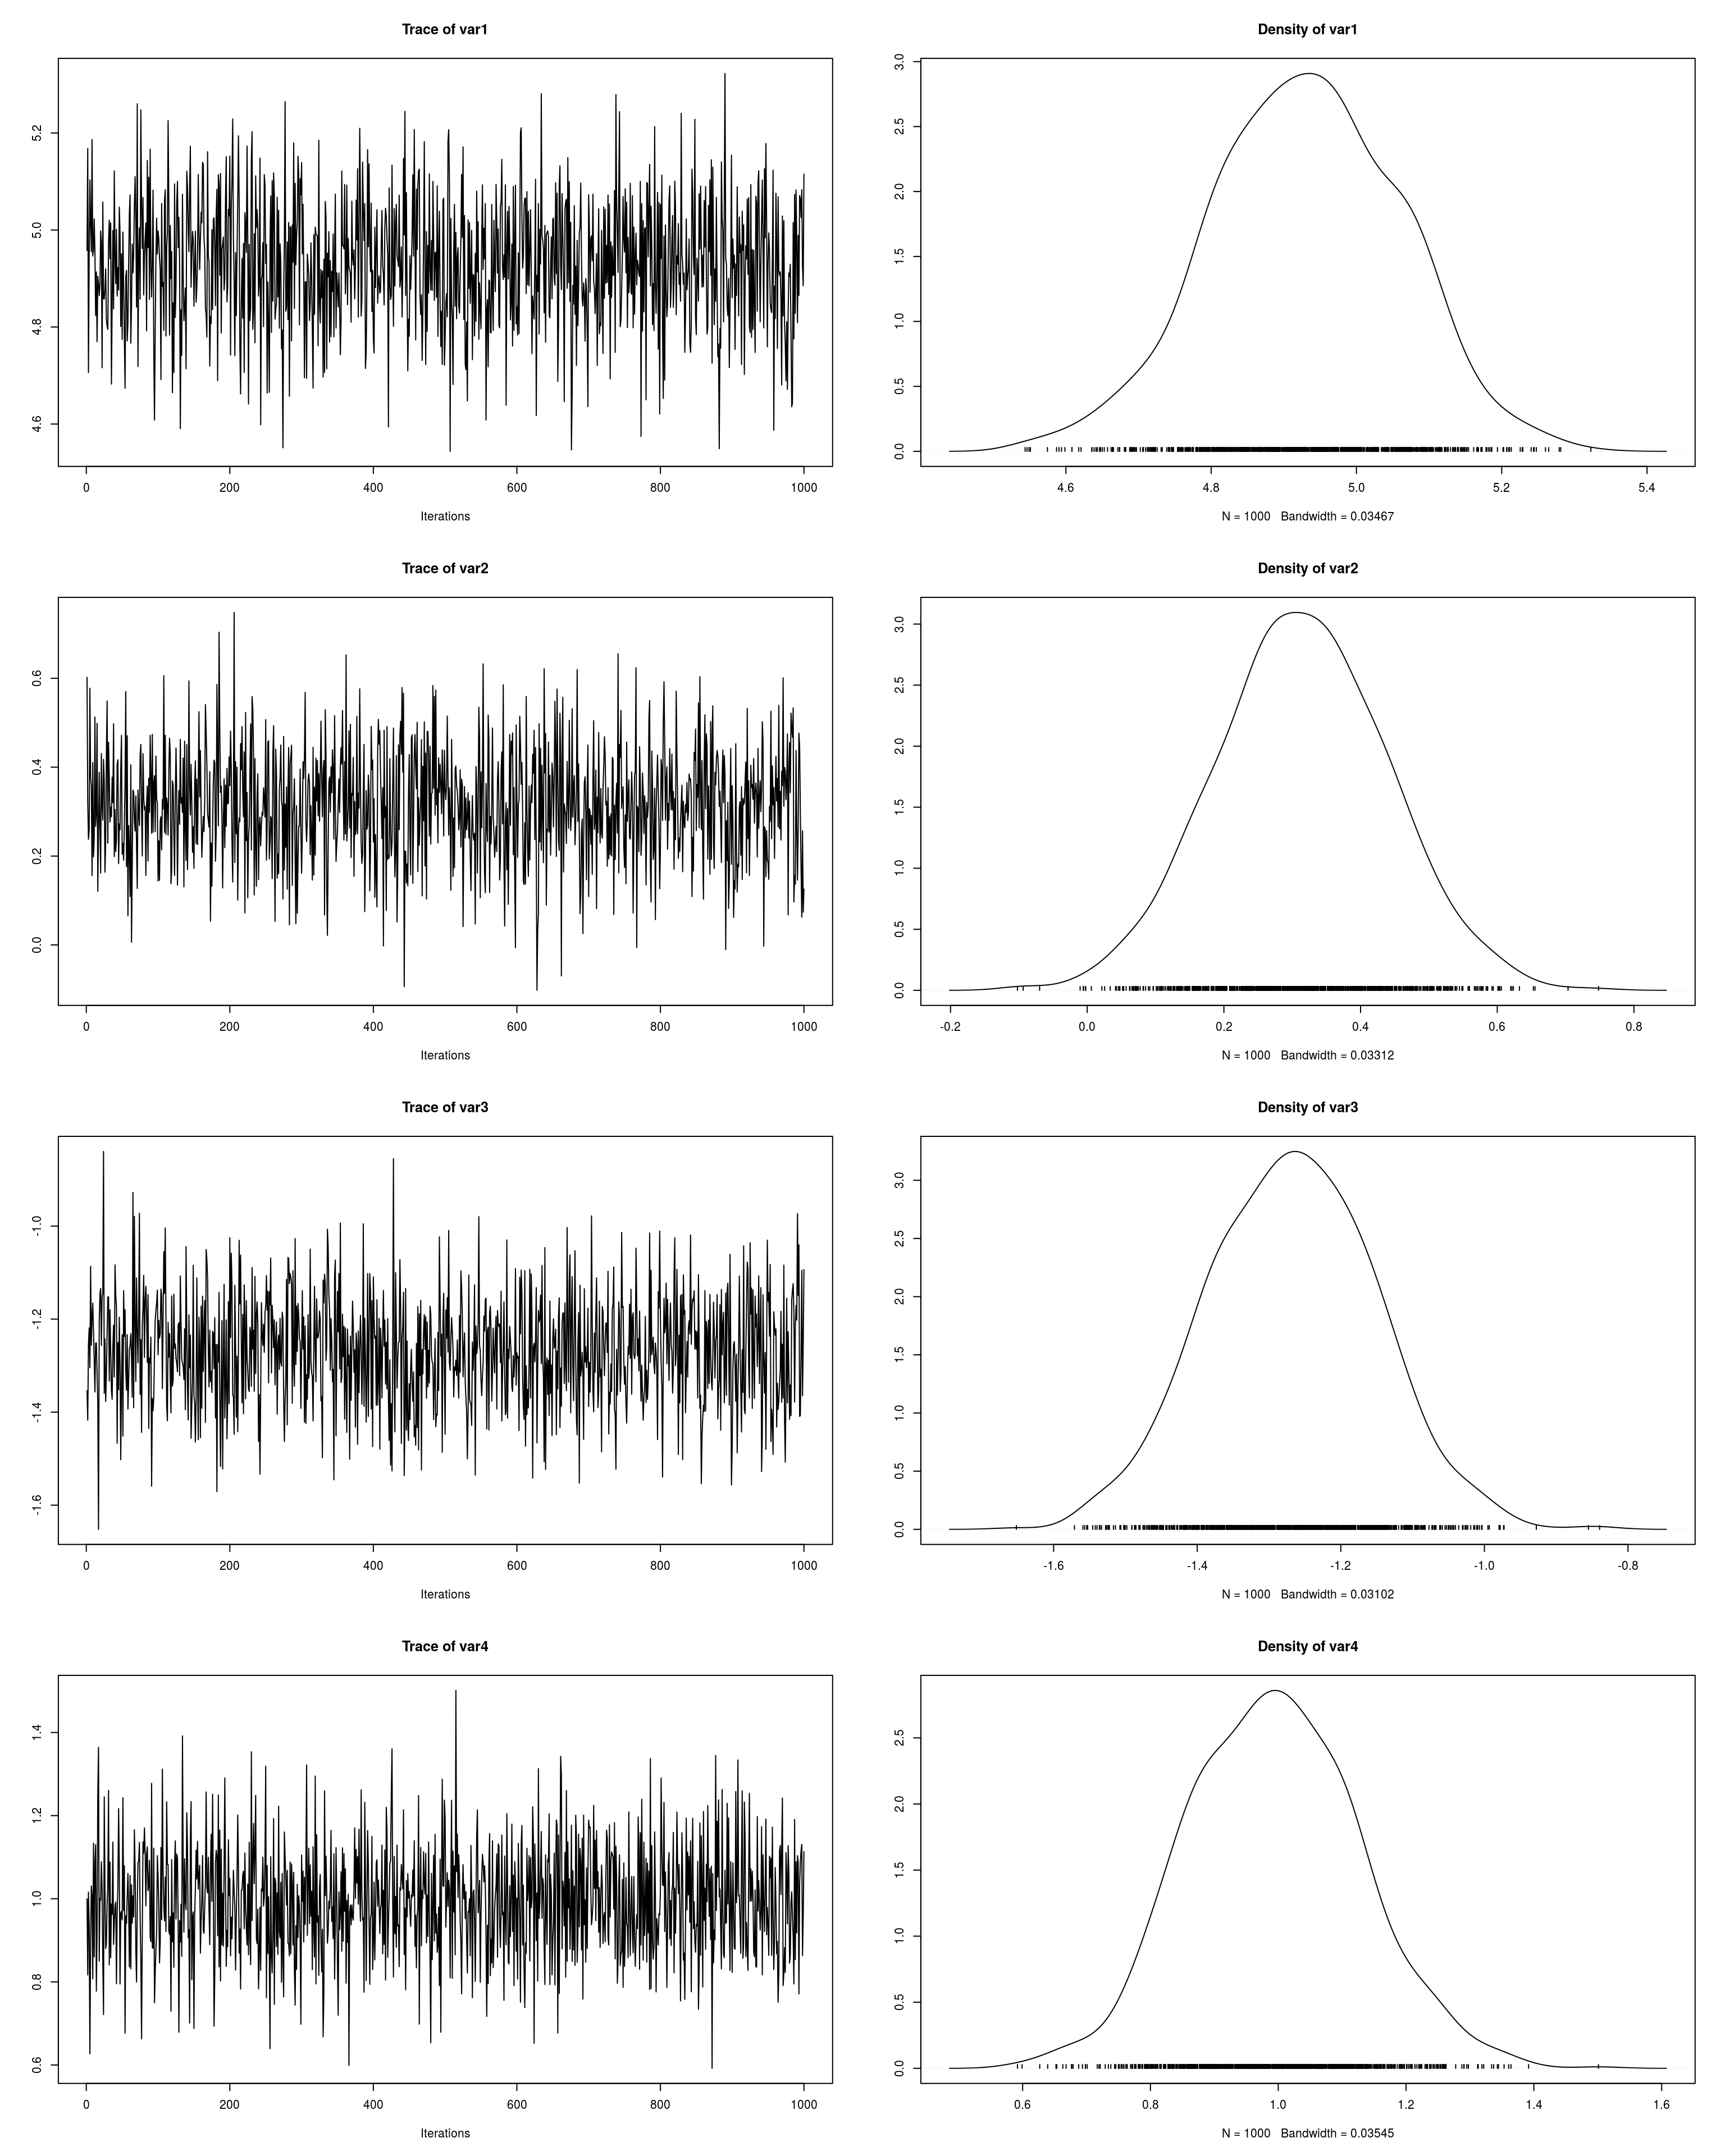 Trace of var1
4.6 4.8 5.0 5.2
0 200 400 600 800 1000
Iterations
Density of var1
0.0 0.5 1.0 1.5 2.0 2.5 3.0
4.6 4.8 5.0 5.2 5.4
N = 1000 Bandwidth = 0.03467
Trace of var2
0.0 0.2 0.4 0.6
0 200 400 600 800 1000
Iterations
Density of var2
0.0 0.5 1.0 1.5 2.0 2.5 3.0
-0.2 0.0 0.2 0.4 0.6 0.8
N = 1000 Bandwidth = 0.03312
Trace of var3
-1.6 -1.4 -1.2 -1.0
0 200 400 600 800 1000
Iterations
Density of var3
0.0 0.5 1.0 1.5 2.0 2.5 3.0
-1.6 -1.4 -1.2 -1.0 -0.8
N = 1000 Bandwidth = 0.03102
Trace of var4
0.6 0.8 1.0 1.2 1.4
0 200 400 600 800 1000
Iterations
Density of var4
0.0 0.5 1.0 1.5 2.0 2.5
0.6 0.8 1.0 1.2 1.4 1.6
N = 1000 Bandwidth = 0.03545